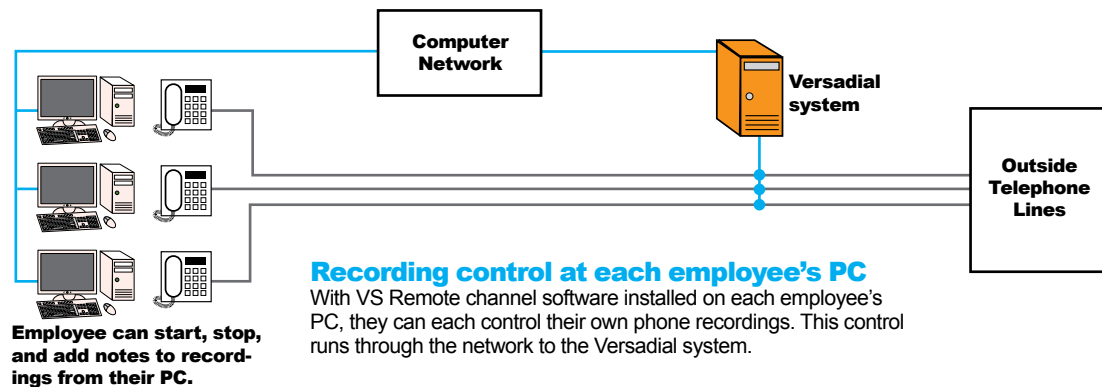 Computer
Network
Versadial
system
Outside
Telephone
Lines
Recording control at each employee's PC
With VS Remote channel software installed on each employee's
PC, they can each control their own phone recordings. This control
runs through the network to the Versadial system.
Employee can start, stop,
and add notes to record-
ings from their PC.